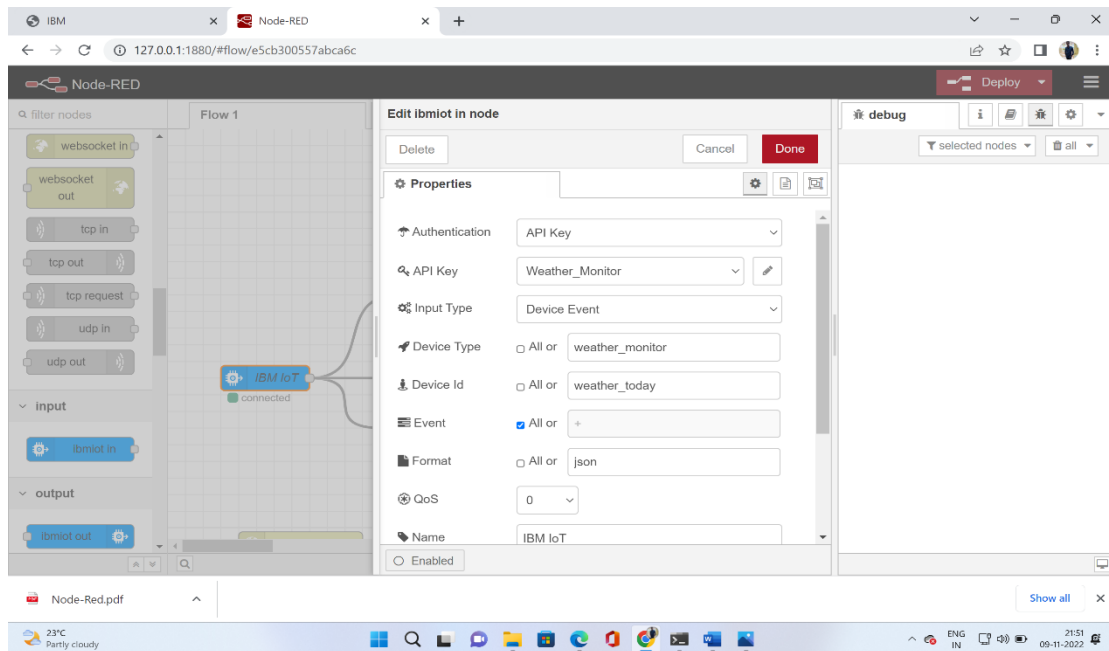 IBM
Node-RED
127.0.0.1:1880/#flow/e5cb300557abca6c
Node-RED
Deploy
filter nodes
Flow 1
Edit ibmiot in node
debug
i
websocket in
Delete
Cancel
Done
selected nodes
all
websocket
out
Properties
tcp in
Authentication
API Key
tcp out
API Key
Weather_Monitor
tcp request
Input Type
Device Event
udp in
Device Type
All or
weather_monitor
udp out
IBM IoT
Device Id
All or
weather_today
connected
input
Event
All or
+
ibmiot in
Format
All or
json
output
QoS
0
ibmiot out
Name
IBM IoT
Enabled
Node-Red.pdf
Show all
23°C
Partly cloudy
ENG
IN
21:51
09-11-2022